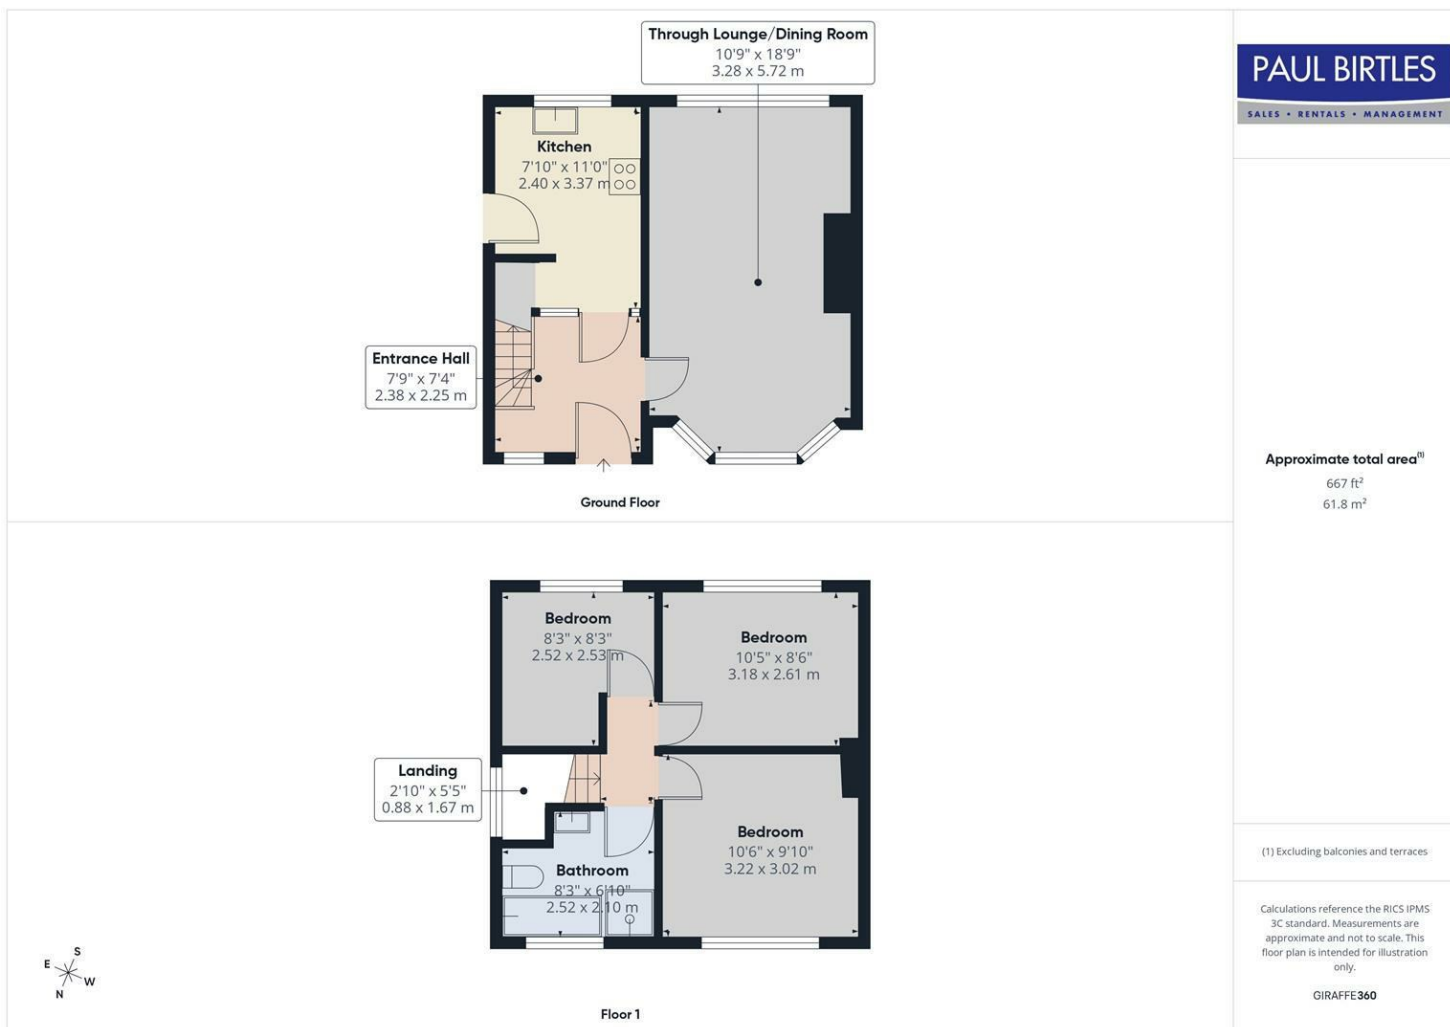 Through Lounge/Dining Room
10'9" x 18'9"
3.28 x 5.72 m
Kitchen
7'10" x 11'0"
2.40 x 3.37 m
Entrance Hall
7'9" x 7'4"
2.38 x 2.25 m
Ground Floor
Bedroom
8'3" x 8'3"
2.52 x 2.53 m
Bedroom
10'5" x 8'6"
3.18 x 2.61 m
Landing
2'10" x 5'5"
0.88 x 1.67 m
Bedroom
10'6" x 9'10"
3.22 x 3.02 m
Bathroom
8'3" x 6'10"
2.52 x 2.10 m
S
E
W
N
Floor 1
PAUL BIRTLES
SALES • RENTALS • MANAGEMENT
Approximate total area(1)
667 ft²
61.8 m²
(1) Excluding balconies and terraces
Calculations reference the RICS IPMS
3C standard. Measurements are
approximate and not to scale. This
floor plan is intended for illustration
only.
GIRAFFE360